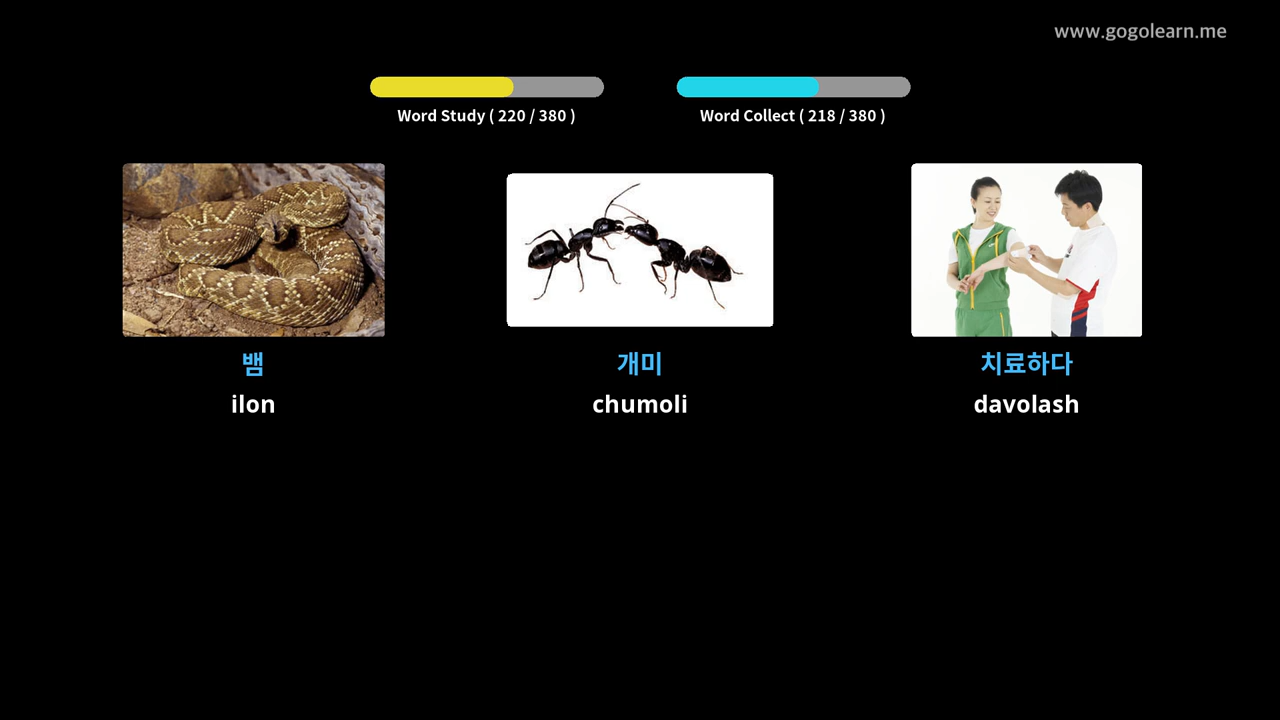 www.gogolearn.me
Word Study ( 220 / 380 )
Word Collect ( 218 / 380 )
뱀
개미
치료하다
ilon
chumoli
davolash